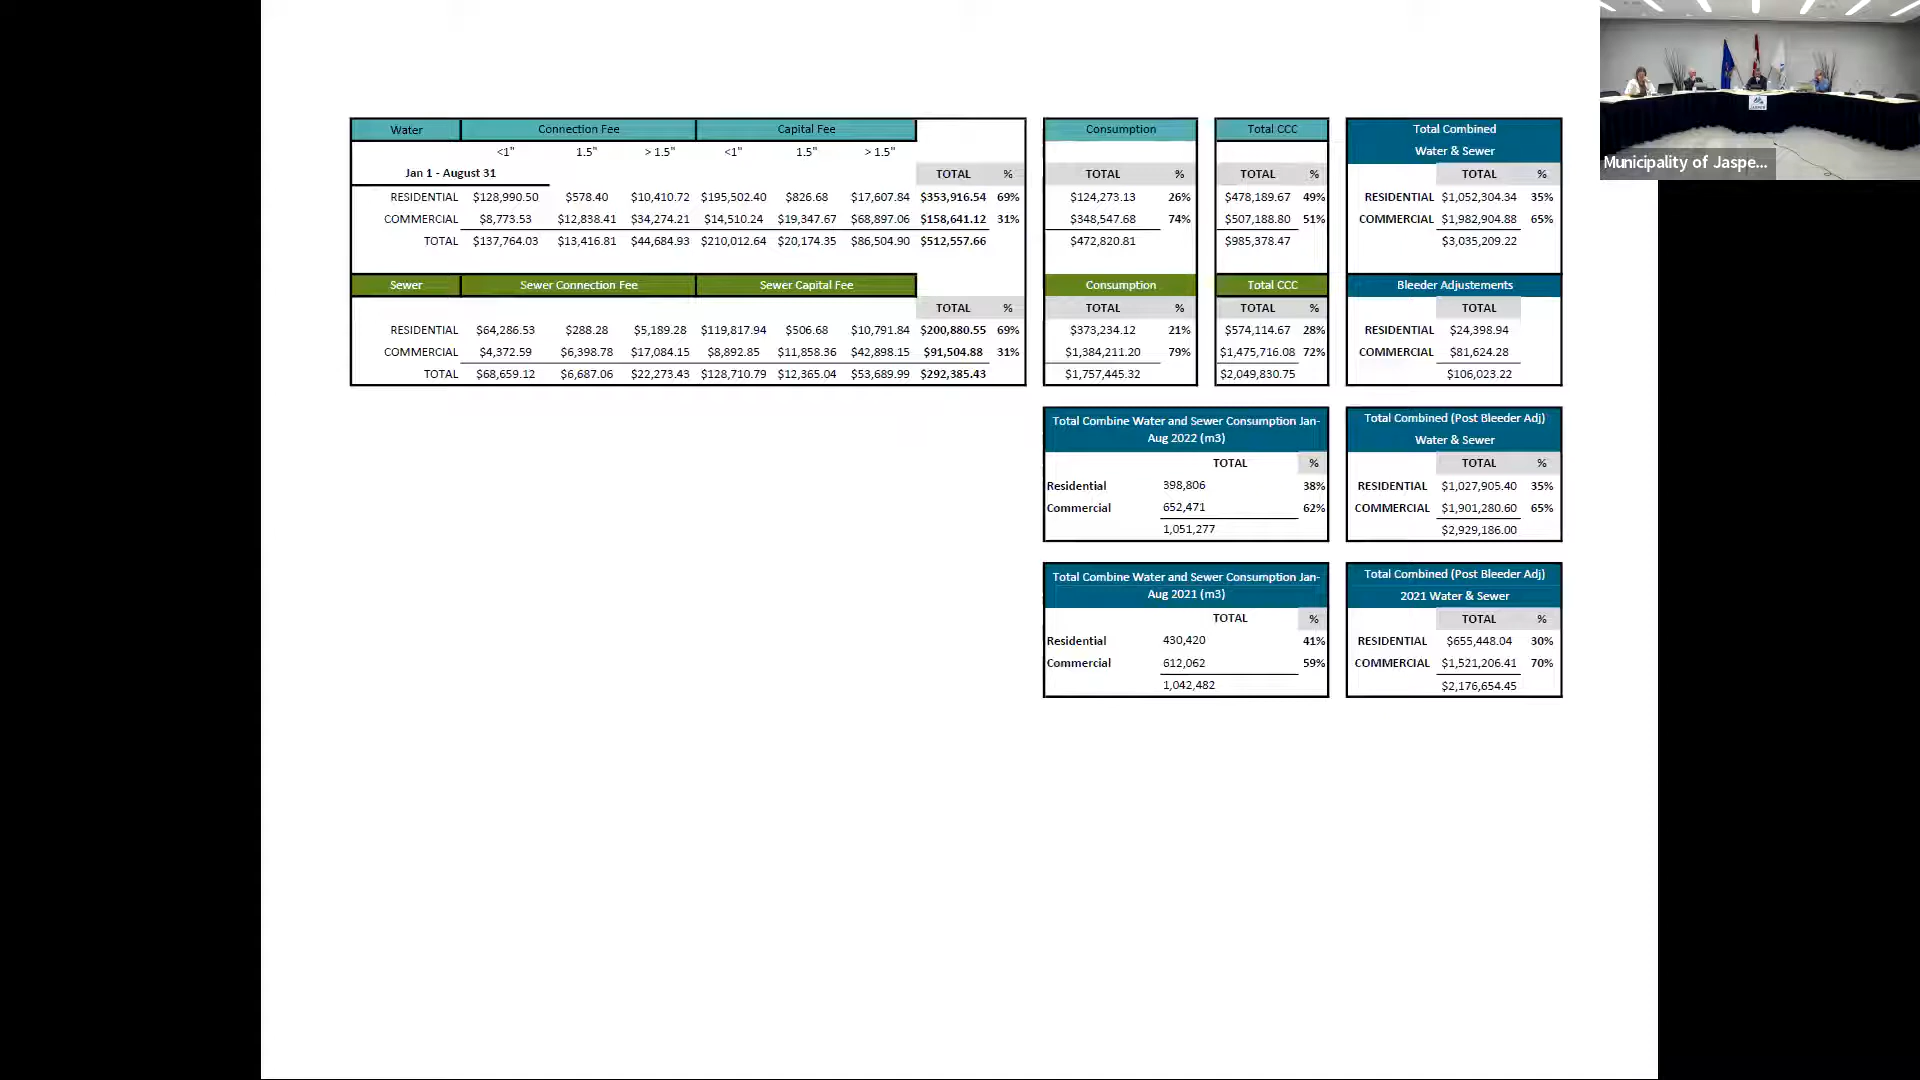 Water Connection Fee Capital Fee
<1" 1.5" > 1.5" <1" 1.5" > 1.5"
Jan 1 - August 31 TOTAL %
RESIDENTIAL $128,990.50 $578.40 $10,410.72 $195,502.40 $826.68 $17,607.84 $353,916.54 69%
COMMERCIAL $8,773.53 $12,838.41 $34,274.21 $14,510.24 $19,347.67 $68,897.06 $158,641.12 31%
TOTAL $137,764.03 $13,416.81 $44,684.93 $210,012.64 $20,174.35 $86,504.90 $512,557.66
Sewer Sewer Connection Fee Sewer Capital Fee
TOTAL %
RESIDENTIAL $64,286.53 $288.28 $5,189.28 $119,817.94 $506.68 $10,791.84 $200,880.55 69%
COMMERCIAL $4,372.59 $6,398.78 $17,084.15 $8,892.85 $11,858.36 $42,898.15 $91,504.88 31%
TOTAL $68,659.12 $6,687.06 $22,273.43 $128,710.79 $12,365.04 $53,689.99 $292,385.43
Consumption
TOTAL %
$124,273.13 26%
$348,547.68 74%
$472,820.81
Consumption
TOTAL %
$373,234.12 21%
$1,384,211.20 79%
$1,757,445.32
Total CCC
TOTAL %
$478,189.67 49%
$507,188.80 51%
$985,378.47
Total CCC
TOTAL %
$574,114.67 28%
$1,475,716.08 72%
$2,049,830.75
Total Combined
Water & Sewer
TOTAL %
RESIDENTIAL $1,052,304.34 35%
COMMERCIAL $1,982,904.88 65%
$3,035,209.22
Bleeder Adjustements
TOTAL
RESIDENTIAL $24,398.94
COMMERCIAL $81,624.28
$106,023.22
Total Combine Water and Sewer Consumption Jan-
Aug 2022 (m3)
TOTAL %
Residential 398,806 38%
Commercial 652,471 62%
1,051,277
Total Combined (Post Bleeder Adj)
Water & Sewer
TOTAL %
RESIDENTIAL $1,027,905.40 35%
COMMERCIAL $1,901,280.60 65%
$2,929,186.00
Total Combine Water and Sewer Consumption Jan-
Aug 2021 (m3)
TOTAL %
Residential 430,420 41%
Commercial 612,062 59%
1,042,482
Total Combined (Post Bleeder Adj)
2021 Water & Sewer
TOTAL %
RESIDENTIAL $655,448.04 30%
COMMERCIAL $1,521,206.41 70%
$2,176,654.45
Municipality of Jaspe...